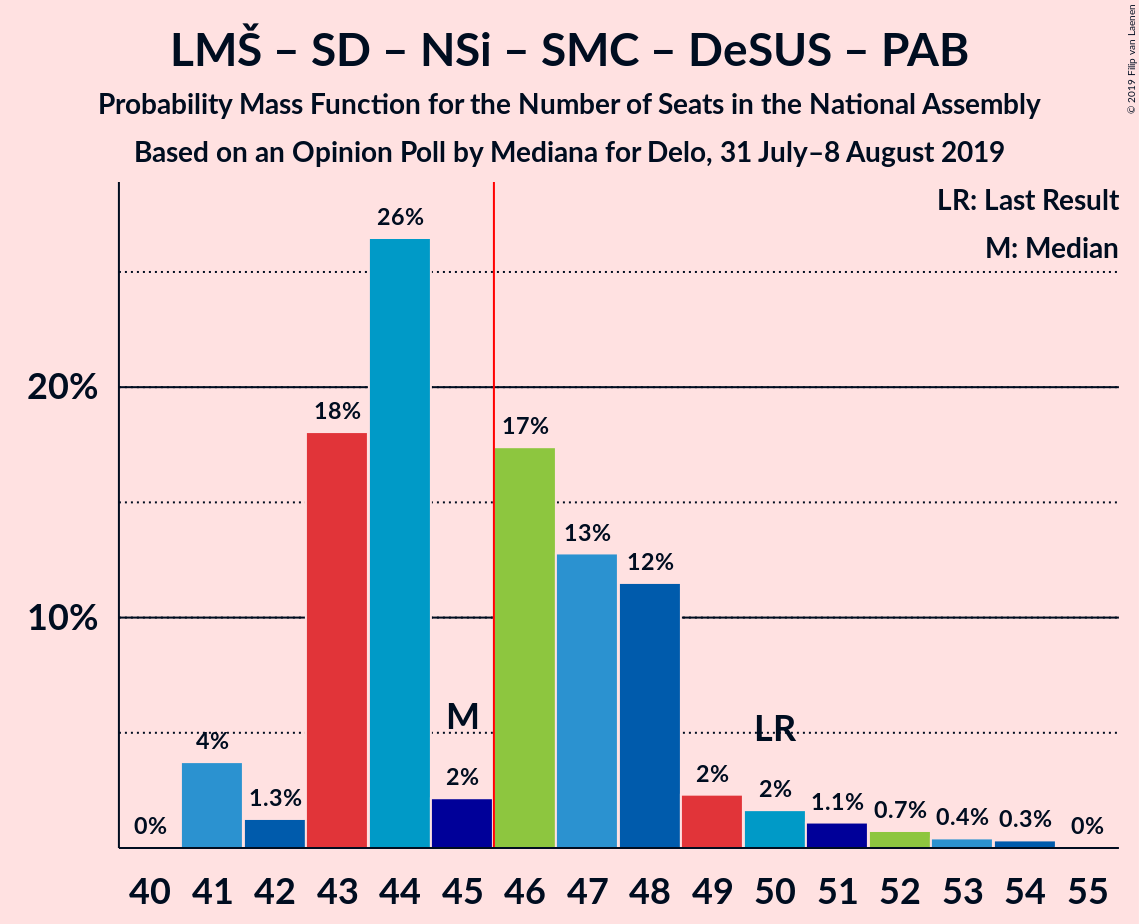 LMŠ – SD – NSi – SMC – DeSUS – PAB
Probability Mass Function for the Number of Seats in the National Assembly
Based on an Opinion Poll by Mediana for Delo, 31 July–8 August 2019
© 2019 Filip van Laenen
LR: Last Result
M: Median
20%
10%
0%
4%
1.3%
18%
26%
2%
17%
13%
12%
2%
2%
1.1%
0.7%
0.4%
0.3%
0%
M
LR
40 41 42 43 44 45 46 47 48 49 50 51 52 53 54 55